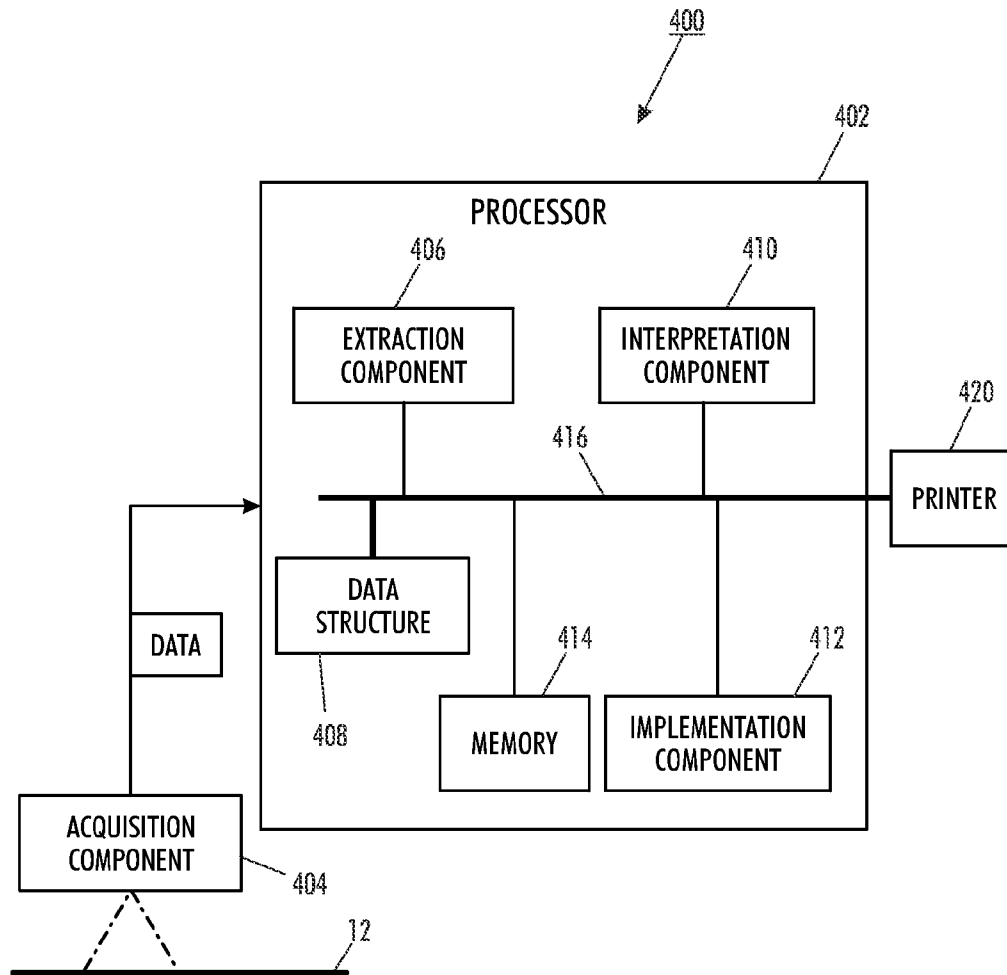 400
402
PROCESSOR
406
410
EXTRACTION
COMPONENT
INTERPRETATION
COMPONENT
420
416
PRINTER
DATA
STRUCTURE
DATA
414
412
408
MEMORY
IMPLEMENTATION
COMPONENT
ACQUISITION
COMPONENT
404
12